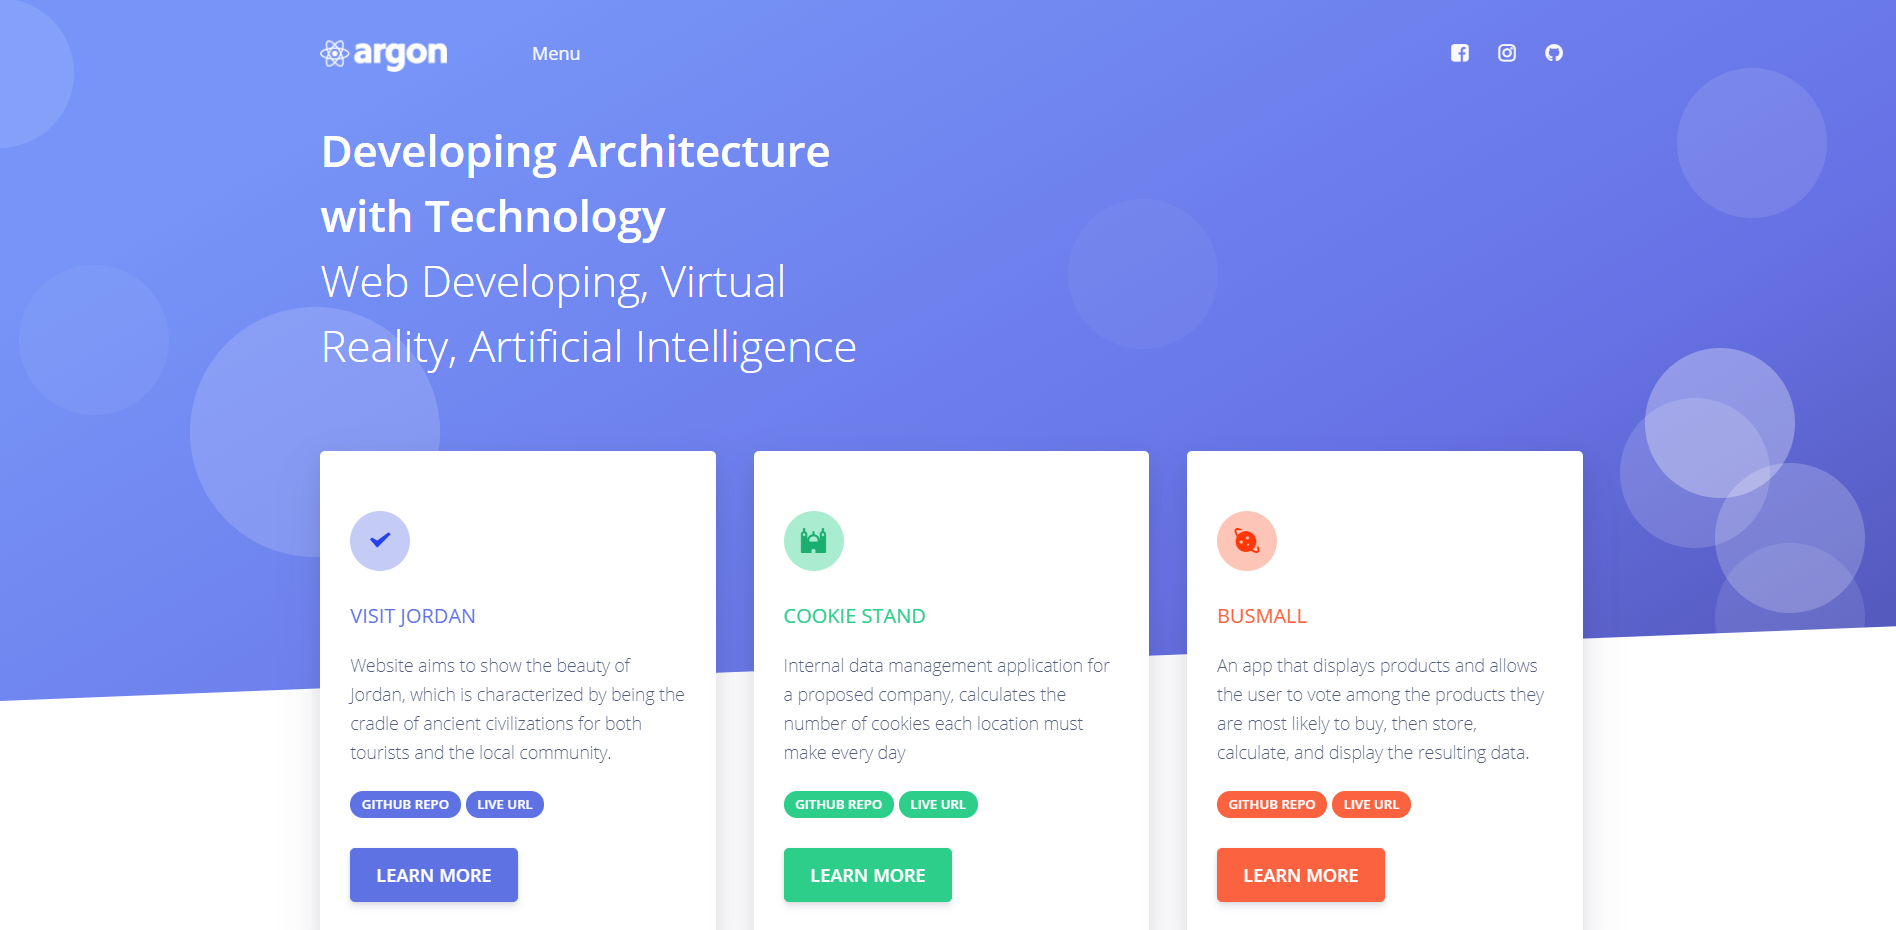 argon
Menu
Developing Architecture
with Technology
Web Developing, Virtual
Reality, Artificial Intelligence
VISIT JORDAN
Website aims to show the beauty of
Jordan, which is characterized by being the
cradle of ancient civilizations for both
tourists and the local community.
GITHUB REPO LIVE URL
LEARN MORE
COOKIE STAND
Internal data management application for
a proposed company, calculates the
number of cookies each location must
make every day
GITHUB REPO LIVE URL
LEARN MORE
BUSMALL
An app that displays products and allows
the user to vote among the products they
are most likely to buy, then store,
calculate, and display the resulting data.
GITHUB REPO LIVE URL
LEARN MORE